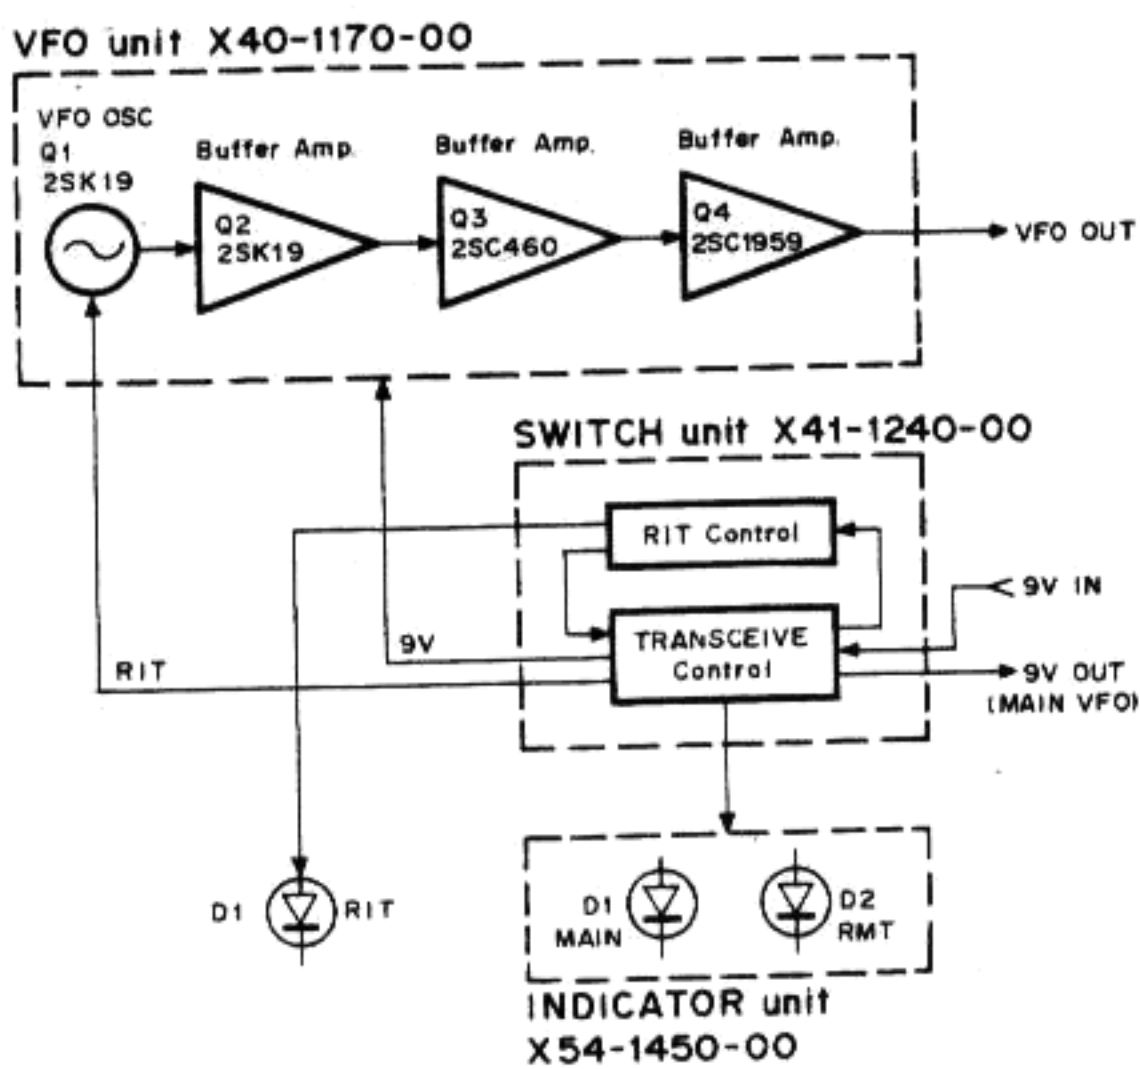 VFO unit X40-1170-00
VFO OSC
Q1
2SK19
Buffer Amp.
Q2
2SK19
Buffer Amp.
Q3
2SC460
Buffer Amp.
Q4
2SC1959
VFO OUT
SWITCH unit X41-1240-00
RIT Control
TRANSCEIVE
Control
9V IN
9V OUT
(MAIN VFO)
9V
RIT
D1
RIT
D1
MAIN
D2
RMT
INDICATOR unit
X54-1450-00